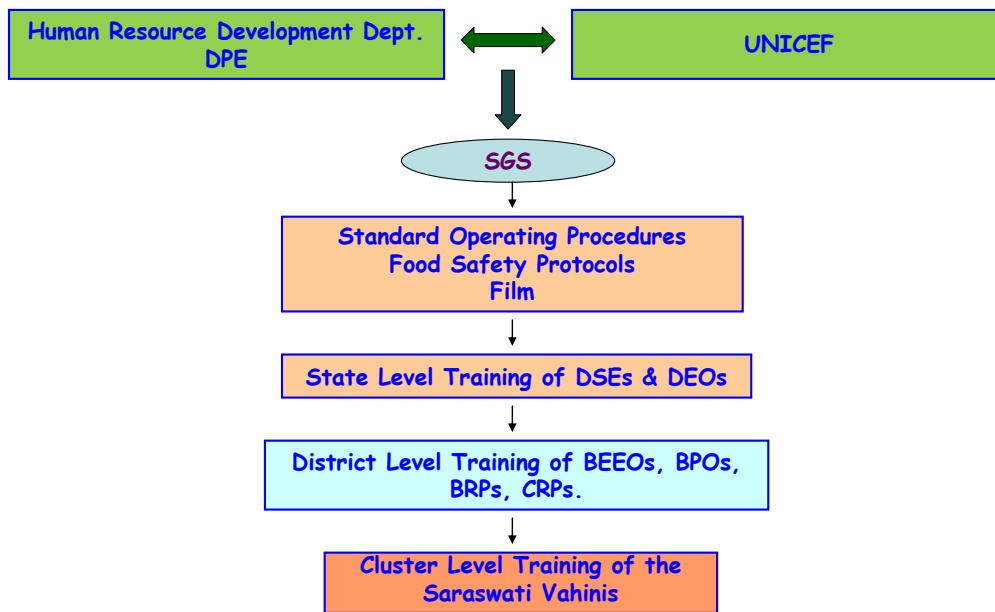 Human Resource Development Dept.
DPE
UNICEF
SGS
Standard Operating Procedures
Food Safety Protocols
Film
State Level Training of DSEs & DEOs
District Level Training of BEEOs, BPOs,
BRPs, CRPs.
Cluster Level Training of the
Saraswati Vahinis